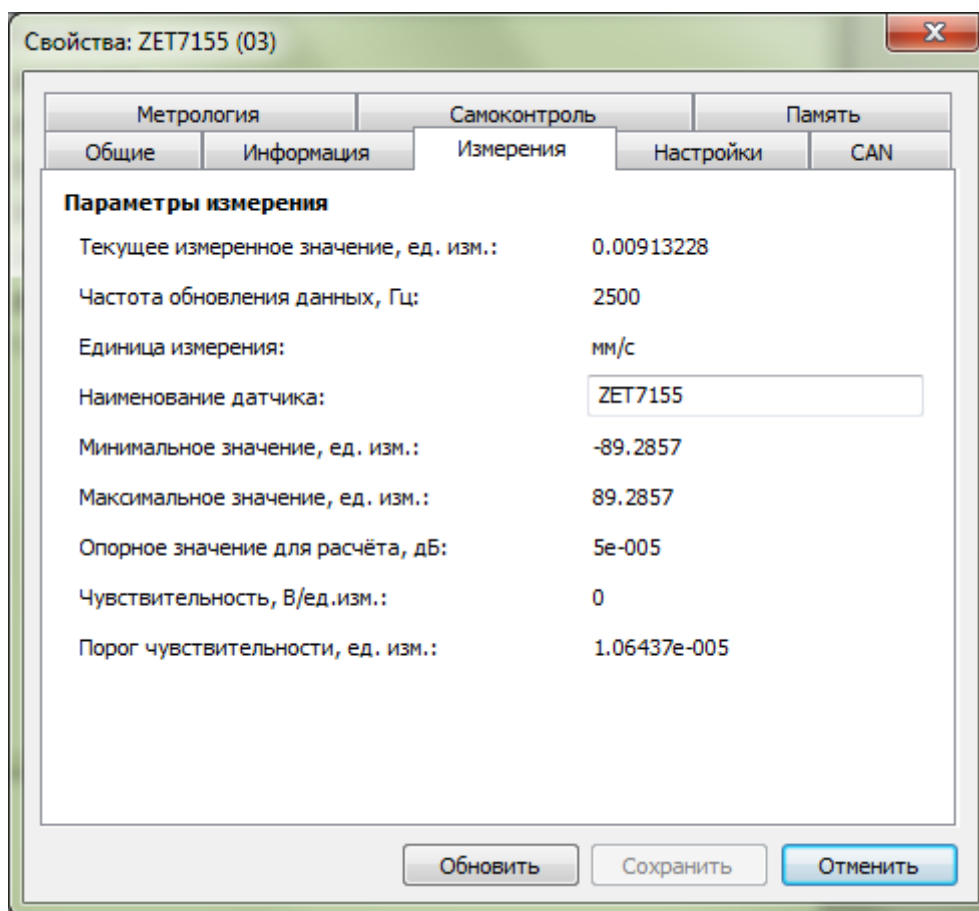 Свойства: ZET7155 (03)
Метрология Самоконтроль Память
Общие Информация Измерения Настройки CAN
Параметры измерения
Текущее измеренное значение, ед. изм.: 0.00913228
Частота обновления данных, Гц: 2500
Единица измерения: мм/с
Наименование датчика: ZET7155
Минимальное значение, ед. изм.: -89.2857
Максимальное значение, ед. изм.: 89.2857
Опорное значение для расчёта, дБ: 5e-005
Чувствительность, В/ед.изм.: 0
Порог чувствительности, ед. изм.: 1.06437e-005
Обновить Сохранить Отменить